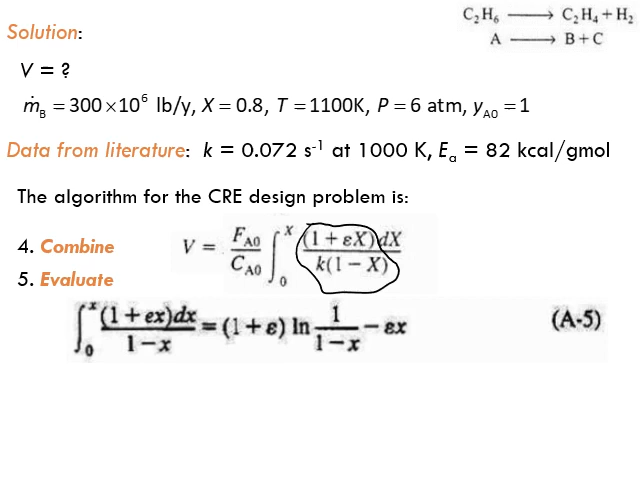 C₂H₆ ⟶ C₂H₄ + H₂
Solution:
A ⟶ B + C
V = ?
ṁ_B = 300 × 10⁶ lb/y, X = 0.8, T = 1100K, P = 6 atm, y_A0 = 1
Data from literature: k = 0.072 s⁻¹ at 1000 K, Eₐ = 82 kcal/gmol
The algorithm for the CRE design problem is:
4. Combine V = F_A0/C_A0 ∫₀^X (1 + εX)dX / k(1 − X)
5. Evaluate
∫₀^x (1 + ex)dx / 1−x = (1 + ε) ln 1/1−x − εx (A-5)